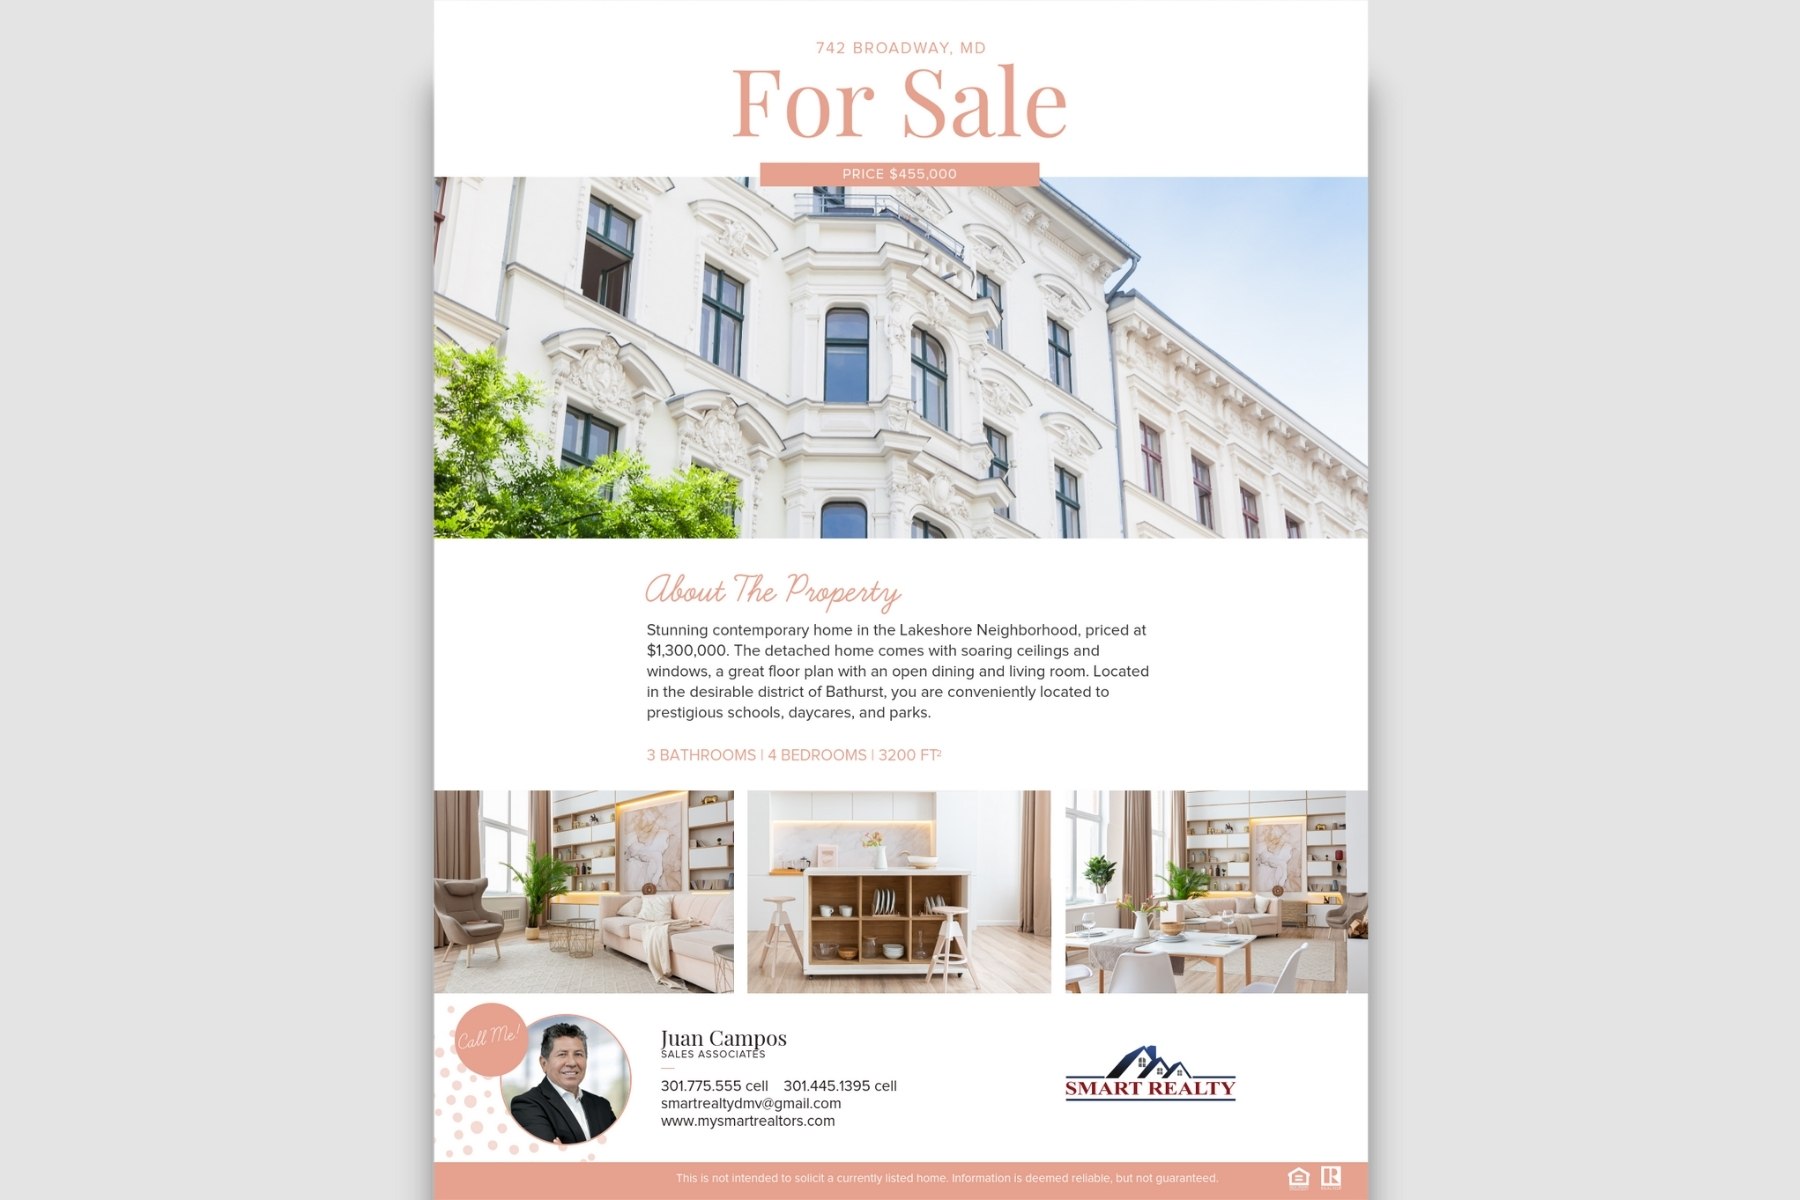 742 BROADWAY, MD
For Sale
PRICE $455,000
About The Property
Stunning contemporary home in the Lakeshore Neighborhood, priced at
$1,300,000. The detached home comes with soaring ceilings and
windows, a great floor plan with an open dining and living room. Located
in the desirable district of Bathurst, you are conveniently located to
prestigious schools, daycares, and parks.
3 BATHROOMS | 4 BEDROOMS | 3200 FT²
Call Me!
Juan Campos
SALES ASSOCIATES
301.775.555 cell 301.445.1395 cell
smartrealtydmv@gmail.com
www.mysmartrealtors.com
SMART REALTY
This is not intended to solicit a currently listed home. Information is deemed reliable, but not guaranteed.